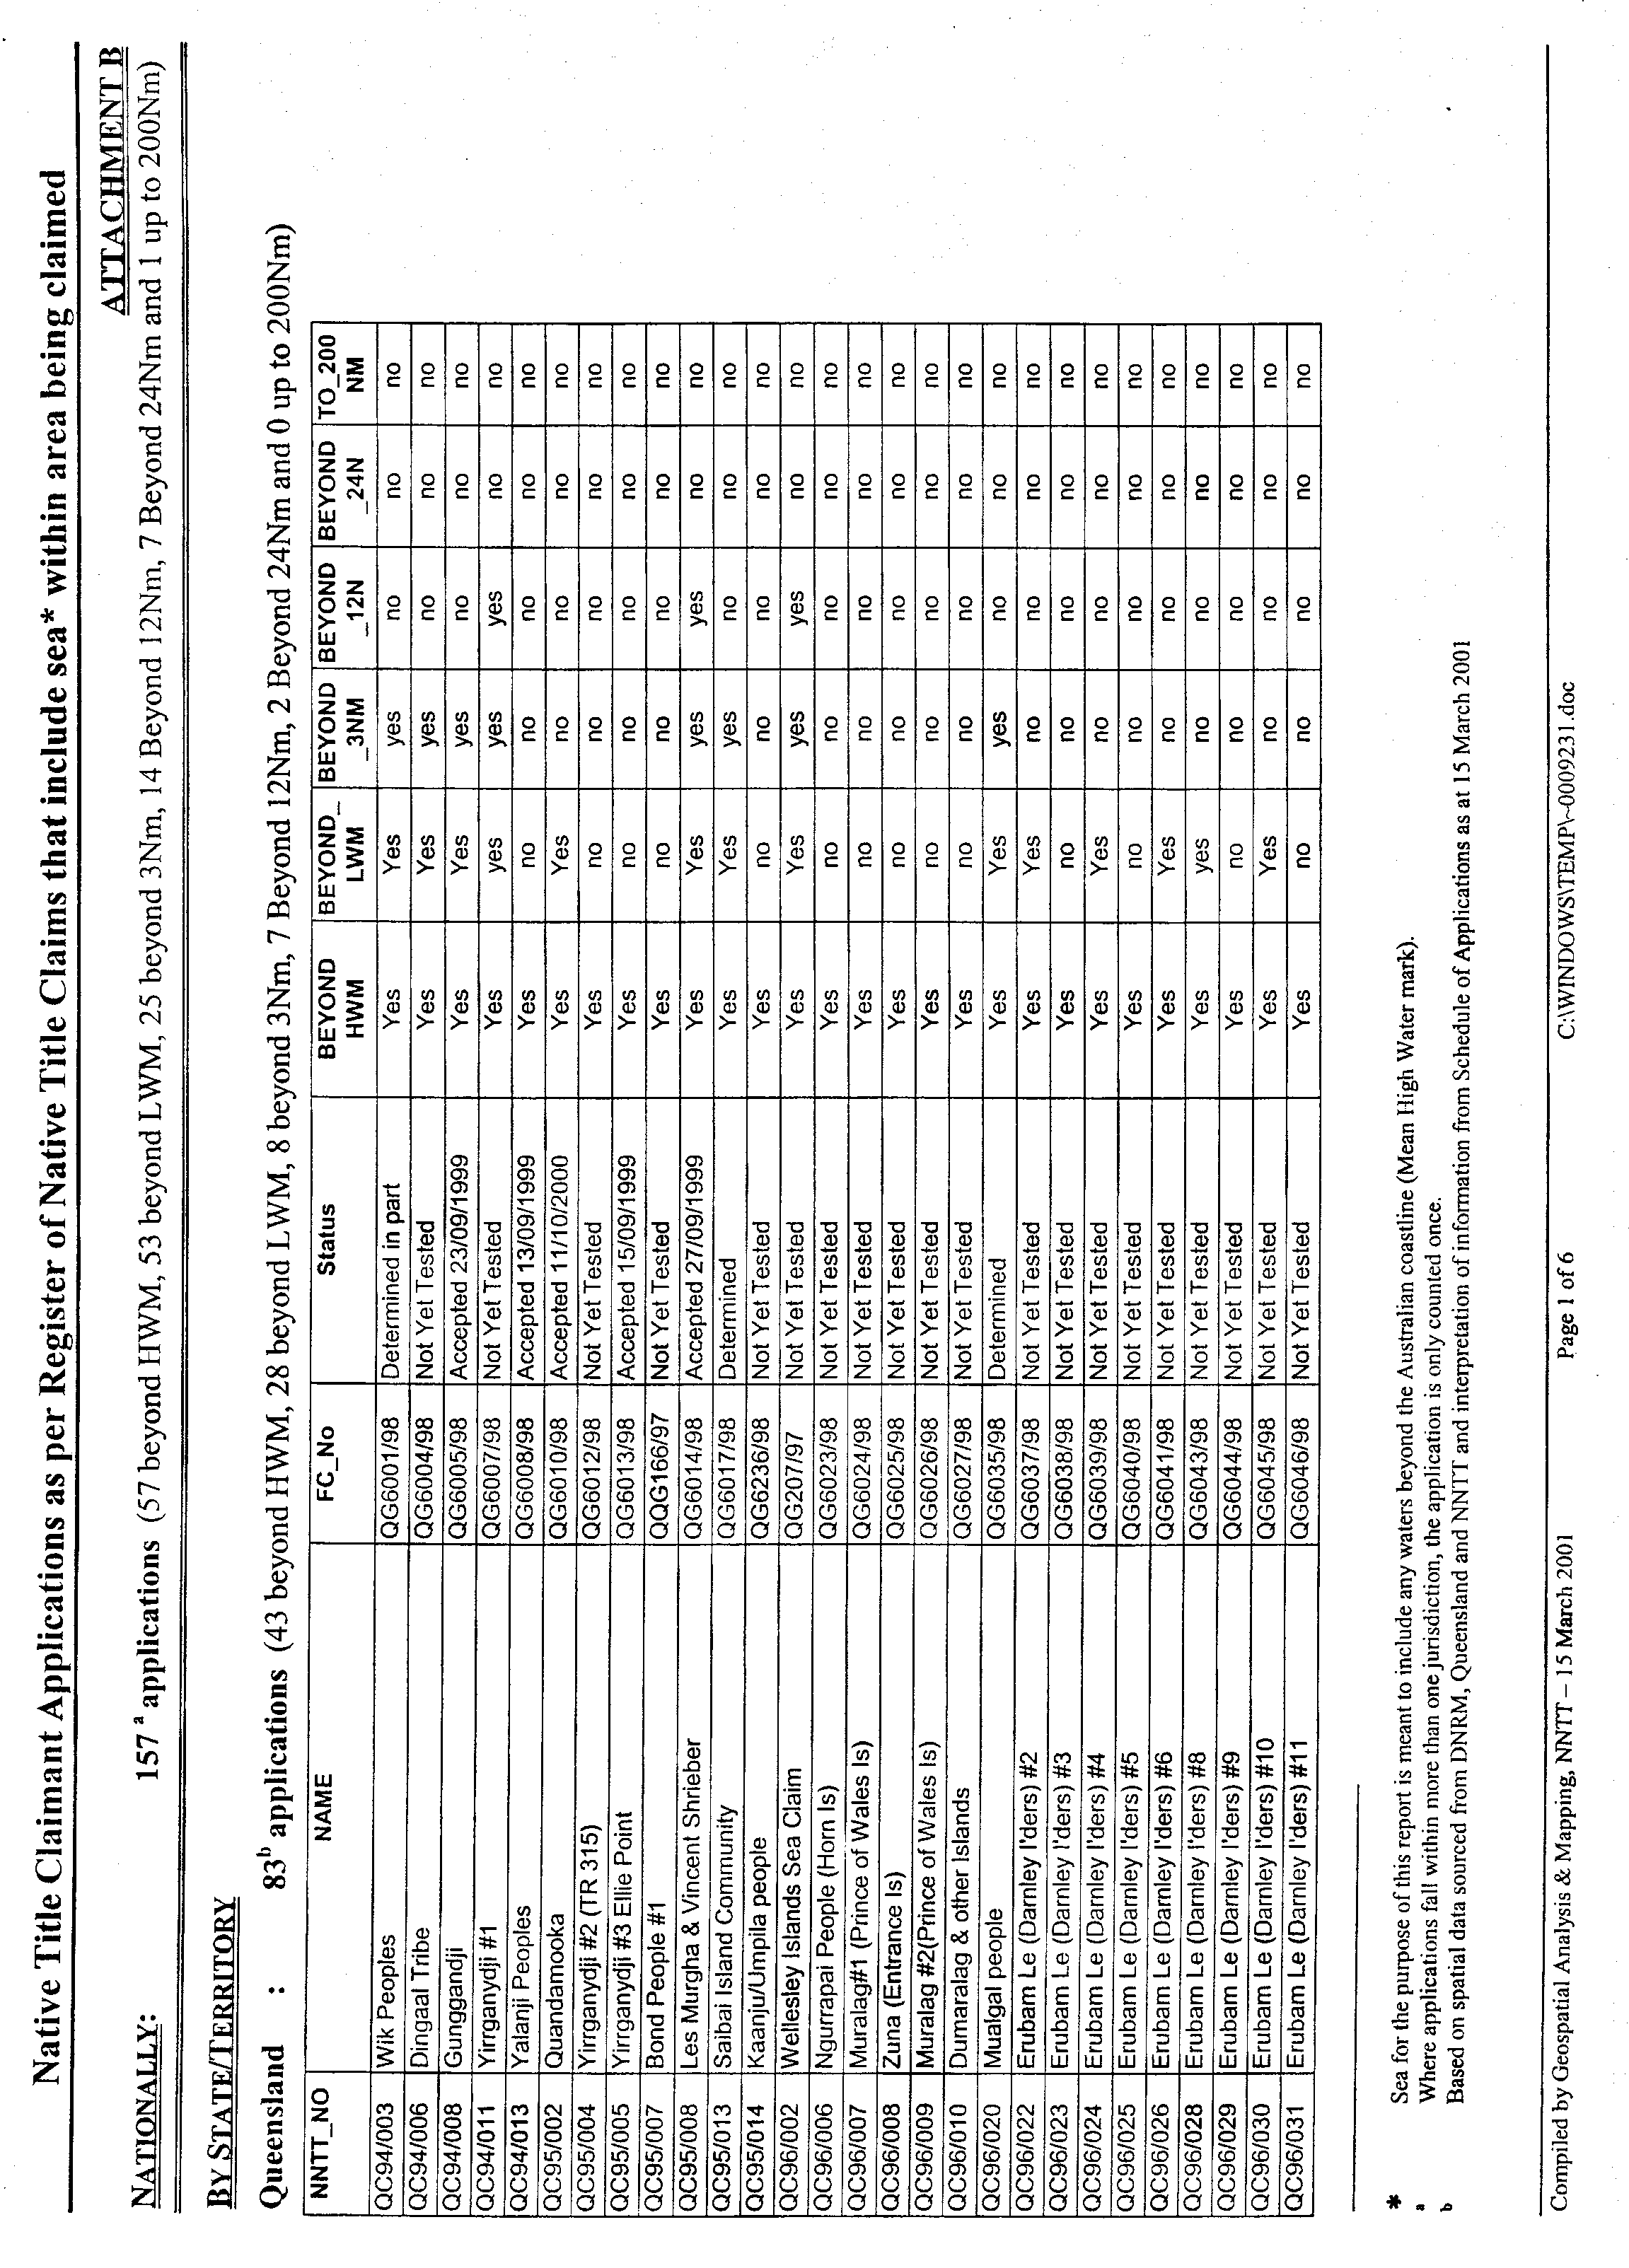 Native Title Claimant Applications as per Register of Native Title Claims that include sea* within area being claimed
ATTACHMENT B
NATIONALLY: 157 a applications (57 beyond HWM, 53 beyond LWM, 25 beyond 3Nm, 14 Beyond 12Nm, 7 Beyond 24Nm and 1 up to 200Nm)
BY STATE/TERRITORY
Queensland : 83b applications (43 beyond HWM, 28 beyond LWM, 8 beyond 3Nm, 7 Beyond 12Nm, 2 Beyond 24Nm and 0 up to 200Nm)
NNTT_NO NAME FC_No Status BEYOND HWM BEYOND_LWM BEYOND_3NM BEYOND_12N BEYOND_24N TO_200NM
QC94/003 Wik Peoples QG6001/98 Determined in part Yes Yes yes no no no
QC94/006 Dingaal Tribe QG6004/98 Not Yet Tested Yes Yes yes no no no
QC94/008 Gunggandji QG6005/98 Accepted 23/09/1999 Yes Yes yes no no no
QC94/011 Yirrganydji #1 QG6007/98 Not Yet Tested Yes yes yes yes no no
QC94/013 Yalanji Peoples QG6008/98 Accepted 13/09/1999 Yes no no no no no
QC95/002 Quandamooka QG6010/98 Accepted 11/10/2000 Yes Yes no no no no
QC95/004 Yirrganydji #2 (TR 315) QG6012/98 Not Yet Tested Yes no no no no no
QC95/005 Yirrganydji #3 Ellie Point QG6013/98 Accepted 15/09/1999 Yes no no no no no
QC95/007 Bond People #1 QQG166/97 Not Yet Tested Yes no no no no no
QC95/008 Les Murgha & Vincent Shrieber QG6014/98 Accepted 27/09/1999 Yes Yes yes yes no no
QC95/013 Saibai Island Community QG6017/98 Determined Yes Yes yes no no no
QC95/014 Kaanju/Umpila people QG6236/98 Not Yet Tested Yes no no no no no
QC96/002 Wellesley Islands Sea Claim QG207/97 Not Yet Tested Yes Yes yes yes no no
QC96/006 Ngurrapai People (Horn Is) QG6023/98 Not Yet Tested Yes no no no no no
QC96/007 Muralag#1 (Prince of Wales Is) QG6024/98 Not Yet Tested Yes no no no no no
QC96/008 Zuna (Entrance Is) QG6025/98 Not Yet Tested Yes no no no no no
QC96/009 Muralag #2(Prince of Wales Is) QG6026/98 Not Yet Tested Yes no no no no no
QC96/010 Dumaralag & other Islands QG6027/98 Not Yet Tested Yes no no no no no
QC96/020 Mualgal people QG6035/98 Determined Yes Yes yes no no no
QC96/022 Erubam Le (Darnley I'ders) #2 QG6037/98 Not Yet Tested Yes Yes no no no no
QC96/023 Erubam Le (Darnley I'ders) #3 QG6038/98 Not Yet Tested Yes no no no no no
QC96/024 Erubam Le (Darnley I'ders) #4 QG6039/98 Not Yet Tested Yes Yes no no no no
QC96/025 Erubam Le (Darnley I'ders) #5 QG6040/98 Not Yet Tested Yes no no no no no
QC96/026 Erubam Le (Darnley I'ders) #6 QG6041/98 Not Yet Tested Yes Yes no no no no
QC96/028 Erubam Le (Darnley I'ders) #8 QG6043/98 Not Yet Tested Yes yes no no no no
QC96/029 Erubam Le (Darnley I'ders) #9 QG6044/98 Not Yet Tested Yes no no no no no
QC96/030 Erubam Le (Darnley I'ders) #10 QG6045/98 Not Yet Tested Yes Yes no no no no
QC96/031 Erubam Le (Darnley I'ders) #11 QG6046/98 Not Yet Tested Yes no no no no no
* Sea for the purpose of this report is meant to include any waters beyond the Australian coastline (Mean High Water mark).
a Where applications fall within more than one jurisdiction, the application is only counted once.
b Based on spatial data sourced from DNRM, Queensland and NNTT and interpretation of information from Schedule of Applications as at 15 March 2001
Compiled by Geospatial Analysis & Mapping, NNTT – 15 March 2001 Page 1 of 6 C:\WINDOWS\TEMP\~0009231.doc